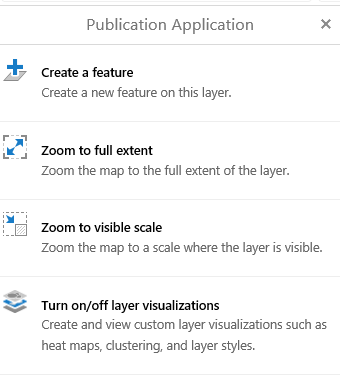 Publication Application
Create a feature
Create a new feature on this layer.
Zoom to full extent
Zoom the map to the full extent of the layer.
Zoom to visible scale
Zoom the map to a scale where the layer is visible.
Turn on/off layer visualizations
Create and view custom layer visualizations such as
heat maps, clustering, and layer styles.